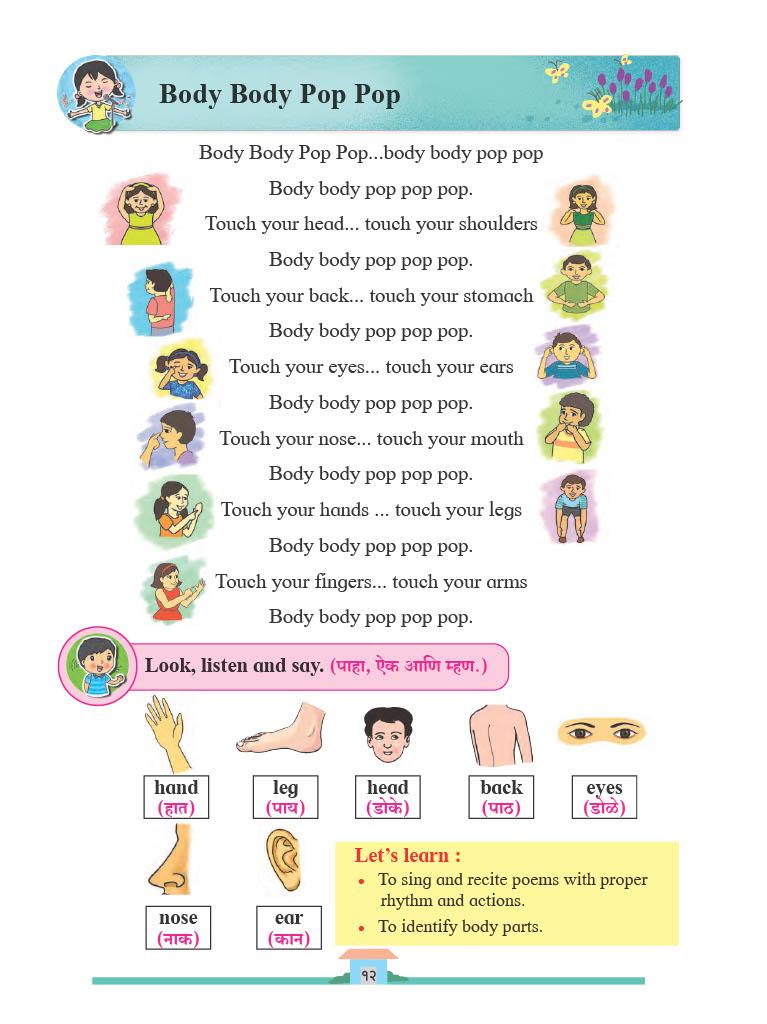 Body Body Pop Pop
Body Body Pop Pop...body body pop pop
Body body pop pop pop.
Touch your head... touch your shoulders
Body body pop pop pop.
Touch your back... touch your stomach
Body body pop pop pop.
Touch your eyes... touch your ears
Body body pop pop pop.
Touch your nose... touch your mouth
Body body pop pop pop.
Touch your hands ... touch your legs
Body body pop pop pop.
Touch your fingers... touch your arms
Body body pop pop pop.
Look, listen and say. (पाहा, ऐक आणि म्हण.)
hand
(हात)
leg
(पाय)
head
(डोके)
back
(पाठ)
eyes
(डोळे)
nose
(नाक)
ear
(कान)
Let's learn :
• To sing and recite poems with proper
rhythm and actions.
• To identify body parts.
१२